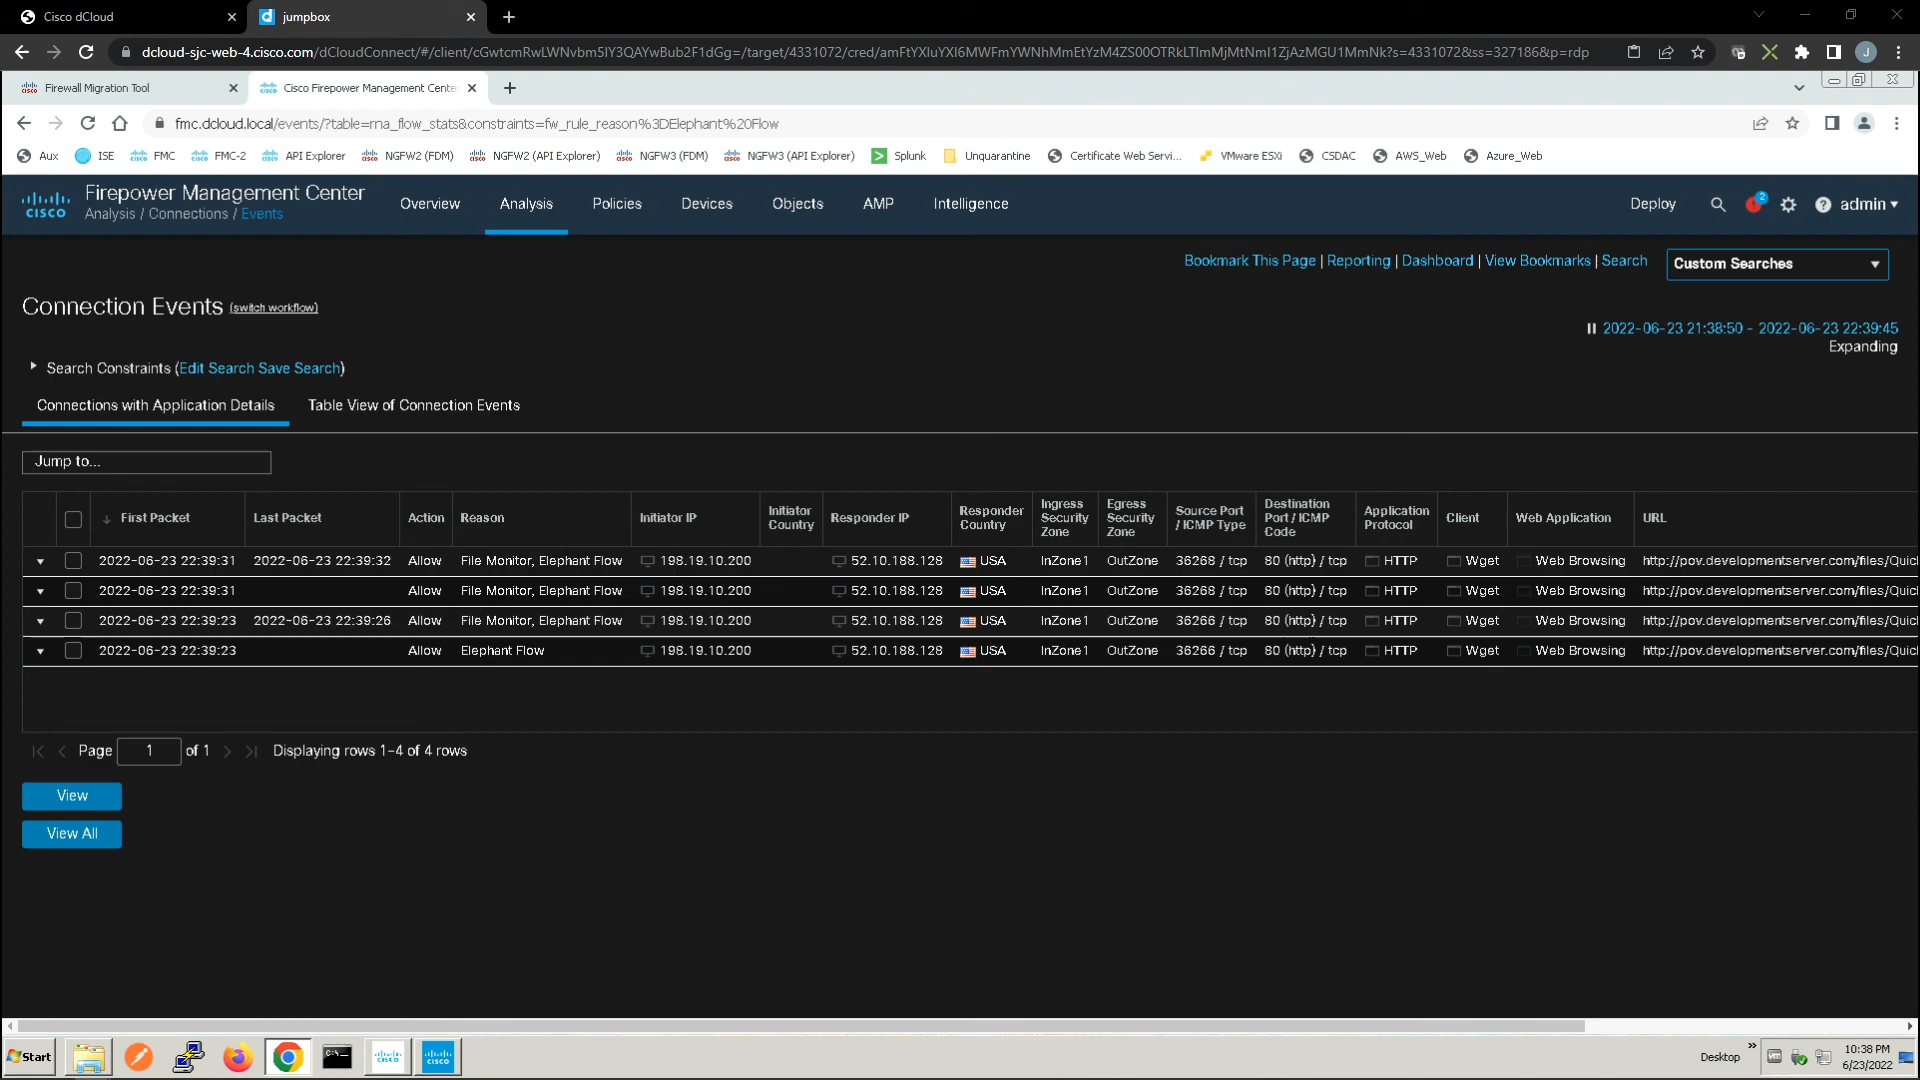 Cisco dCloud
jumpbox
dcloud-sjc-web-4.cisco.com/dCloudConnect/#/client/
Firewall Migration Tool
Cisco Firepower Management Cente
fmc.dcloud.local/events/?table=rna_flow_stats&constraints=fw_rule_reason%3DElephant%20Flow
Aux ISE FMC FMC-2 API Explorer NGFW2 (FDM) NGFW2 (API Explorer) NGFW3 (FDM) NGFW3 (API Explorer) Splunk Unquarantine Certificate Web Servi... VMware ESXi CSDAC AWS_Web Azure_Web
CISCO
Firepower Management Center
Analysis / Connections / Events
Overview Analysis Policies Devices Objects AMP Intelligence
Deploy 2 admin
Bookmark This Page | Reporting | Dashboard | View Bookmarks | Search
Custom Searches
Connection Events (switch workflow)
2022-06-23 21:38:50 - 2022-06-23 22:39:45
Expanding
Search Constraints (Edit Search Save Search)
Connections with Application Details Table View of Connection Events
Jump to...
First Packet Last Packet Action Reason Initiator IP Initiator Country Responder IP Responder Country Ingress Security Zone Egress Security Zone Source Port / ICMP Type Destination Port / ICMP Code Application Protocol Client Web Application URL
2022-06-23 22:39:31 2022-06-23 22:39:32 Allow File Monitor, Elephant Flow 198.19.10.200 52.10.188.128 USA InZone1 OutZone 36268 / tcp 80 (http) / tcp HTTP Wget Web Browsing http://pov.developmentserver.com/files/Quic
2022-06-23 22:39:31 Allow File Monitor, Elephant Flow 198.19.10.200 52.10.188.128 USA InZone1 OutZone 36268 / tcp 80 (http) / tcp HTTP Wget Web Browsing http://pov.developmentserver.com/files/Quic
2022-06-23 22:39:23 2022-06-23 22:39:26 Allow File Monitor, Elephant Flow 198.19.10.200 52.10.188.128 USA InZone1 OutZone 36266 / tcp 80 (http) / tcp HTTP Wget Web Browsing http://pov.developmentserver.com/files/Quic
2022-06-23 22:39:23 Allow Elephant Flow 198.19.10.200 52.10.188.128 USA InZone1 OutZone 36266 / tcp 80 (http) / tcp HTTP Wget Web Browsing http://pov.developmentserver.com/files/Quic
Page 1 of 1 Displaying rows 1-4 of 4 rows
View
View All
Start
Desktop
10:38 PM
6/23/2022